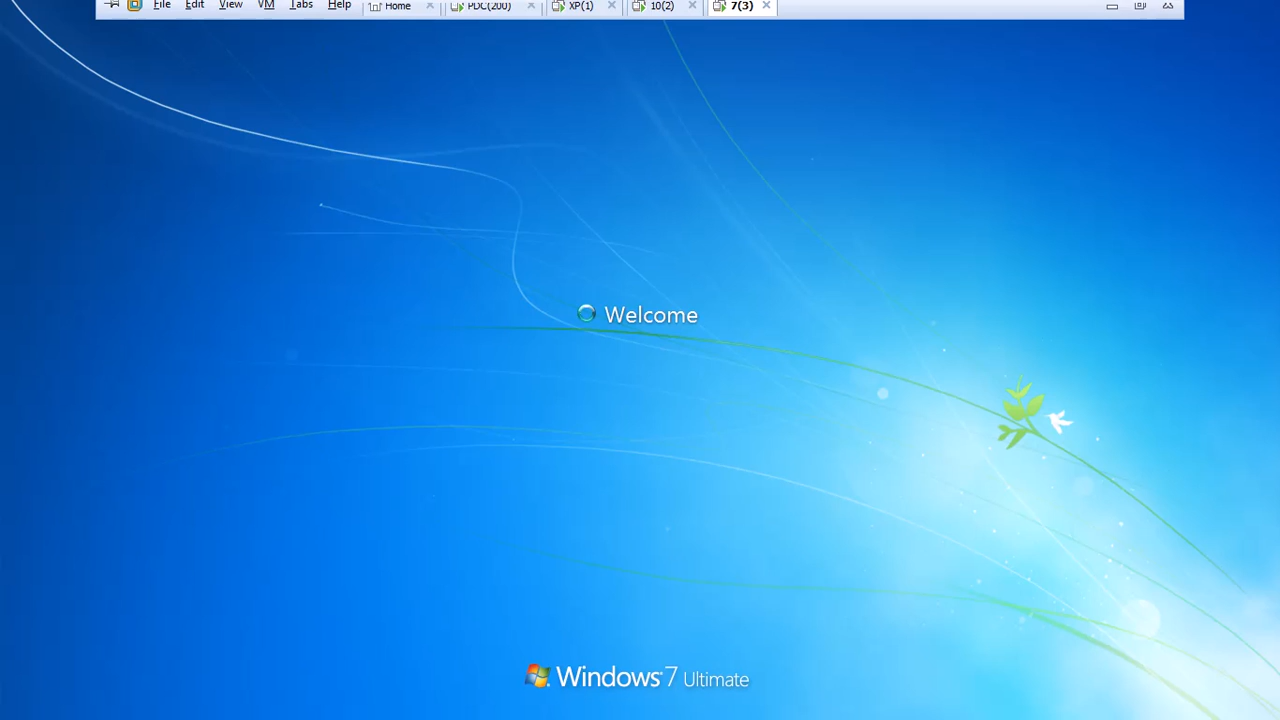 File Edit View VM Tabs Help Home PDC(200) XP(1) 10(2) 7(3)
Welcome
Windows 7 Ultimate